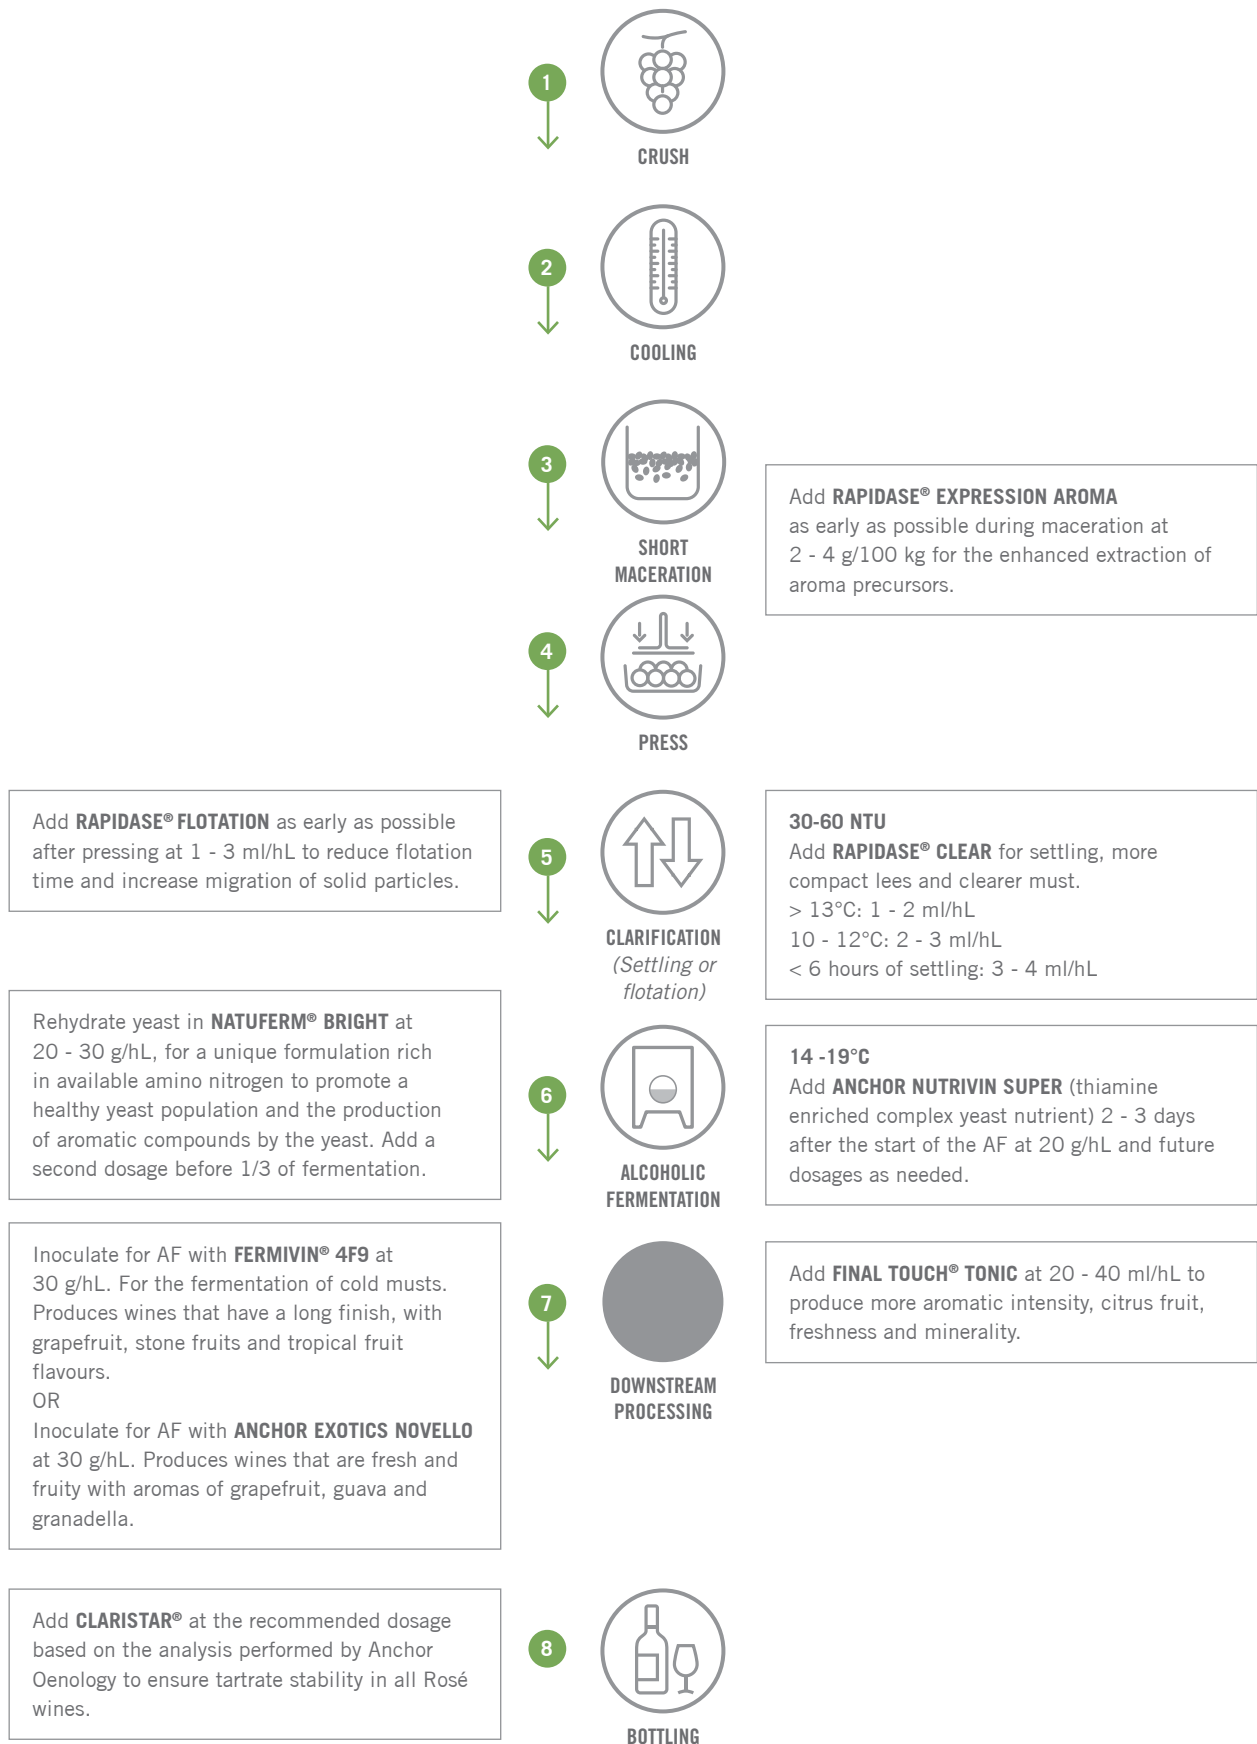 1
CRUSH
2
COOLING
3
SHORT
MACERATION
Add RAPIDASE® EXPRESSION AROMA
as early as possible during maceration at
2 - 4 g/100 kg for the enhanced extraction of
aroma precursors.
4
PRESS
Add RAPIDASE® FLOTATION as early as possible
after pressing at 1 - 3 ml/hL to reduce flotation
time and increase migration of solid particles.
5
CLARIFICATION
(Settling or
flotation)
30-60 NTU
Add RAPIDASE® CLEAR for settling, more
compact lees and clearer must.
> 13°C: 1 - 2 ml/hL
10 - 12°C: 2 - 3 ml/hL
< 6 hours of settling: 3 - 4 ml/hL
Rehydrate yeast in NATUFERM® BRIGHT at
20 - 30 g/hL, for a unique formulation rich
in available amino nitrogen to promote a
healthy yeast population and the production
of aromatic compounds by the yeast. Add a
second dosage before 1/3 of fermentation.
6
ALCOHOLIC
FERMENTATION
14 -19°C
Add ANCHOR NUTRIVIN SUPER (thiamine
enriched complex yeast nutrient) 2 - 3 days
after the start of the AF at 20 g/hL and future
dosages as needed.
Inoculate for AF with FERMIVIN® 4F9 at
30 g/hL. For the fermentation of cold musts.
Produces wines that have a long finish, with
grapefruit, stone fruits and tropical fruit
flavours.
OR
Inoculate for AF with ANCHOR EXOTICS NOVELLO
at 30 g/hL. Produces wines that are fresh and
fruity with aromas of grapefruit, guava and
granadella.
7
DOWNSTREAM
PROCESSING
Add FINAL TOUCH® TONIC at 20 - 40 ml/hL to
produce more aromatic intensity, citrus fruit,
freshness and minerality.
Add CLARISTAR® at the recommended dosage
based on the analysis performed by Anchor
Oenology to ensure tartrate stability in all Rosé
wines.
8
BOTTLING